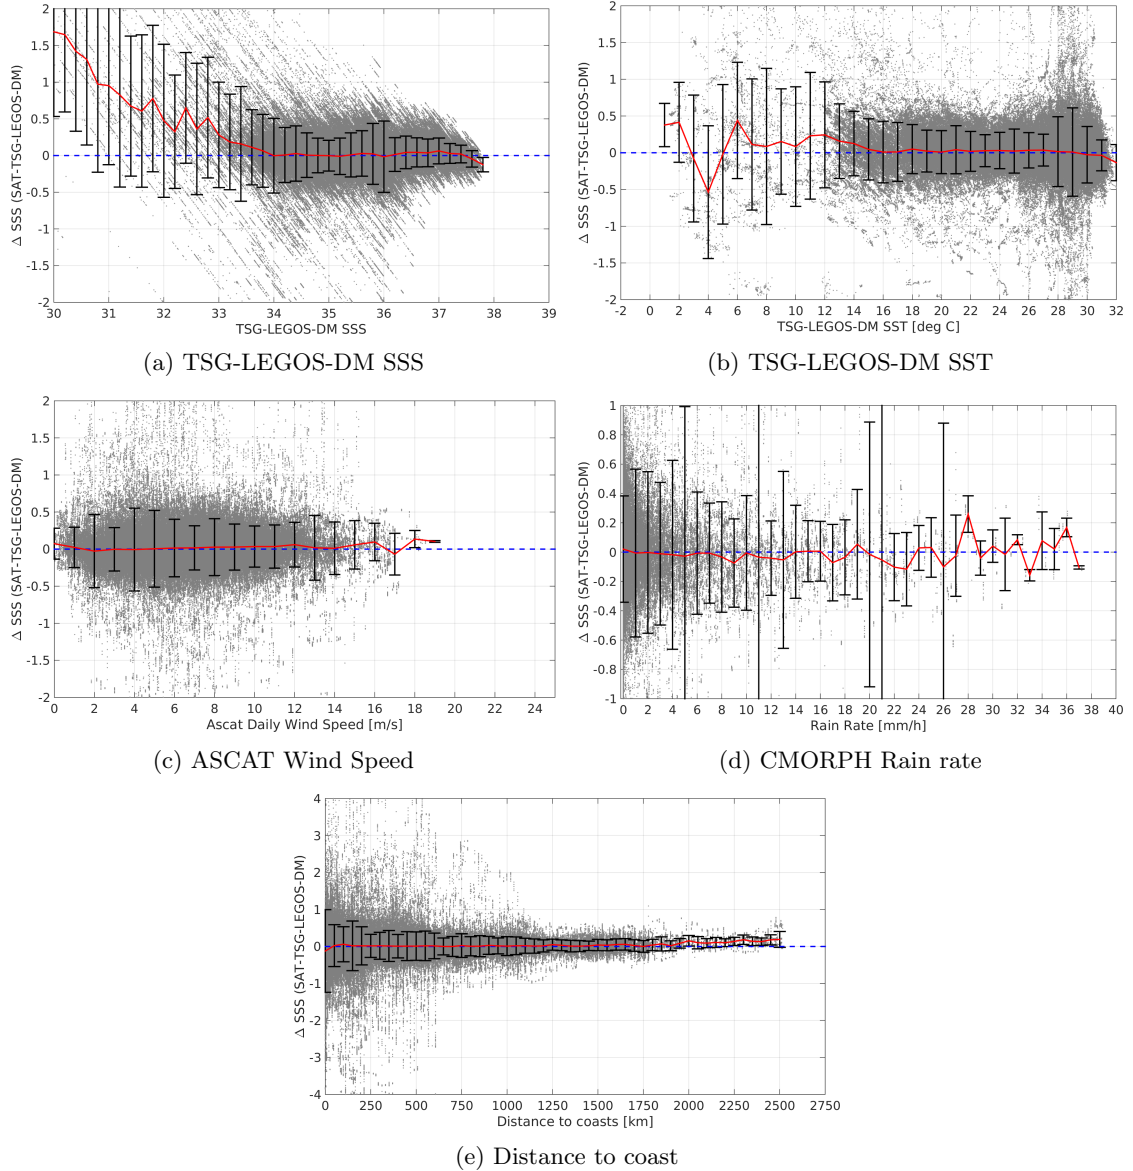 2
1.5
1
0.5
0
-0.5
-1
-1.5
-2
Δ SSS (SAT-TSG-LEGOS-DM)
30 31 32 33 34 35 36 37 38 39
TSG-LEGOS-DM SSS
(a) TSG-LEGOS-DM SSS
2
1.5
1
0.5
0
-0.5
-1
-1.5
-2
Δ SSS (SAT-TSG-LEGOS-DM)
-2 0 2 4 6 8 10 12 14 16 18 20 22 24 26 28 30 32
TSG-LEGOS-DM SST [deg C]
(b) TSG-LEGOS-DM SST
2
1.5
1
0.5
0
-0.5
-1
-1.5
-2
Δ SSS (SAT-TSG-LEGOS-DM)
0 2 4 6 8 10 12 14 16 18 20 22 24
Ascat Daily Wind Speed [m/s]
(c) ASCAT Wind Speed
1
0.8
0.6
0.4
0.2
0
-0.2
-0.4
-0.6
-0.8
-1
Δ SSS (SAT-TSG-LEGOS-DM)
0 2 4 6 8 10 12 14 16 18 20 22 24 26 28 30 32 34 36 38 40
Rain Rate [mm/h]
(d) CMORPH Rain rate
4
3
2
1
0
-1
-2
-3
-4
Δ SSS (SAT-TSG-LEGOS-DM)
0 250 500 750 1000 1250 1500 1750 2000 2250 2500 2750
Distance to coasts [km]
(e) Distance to coast